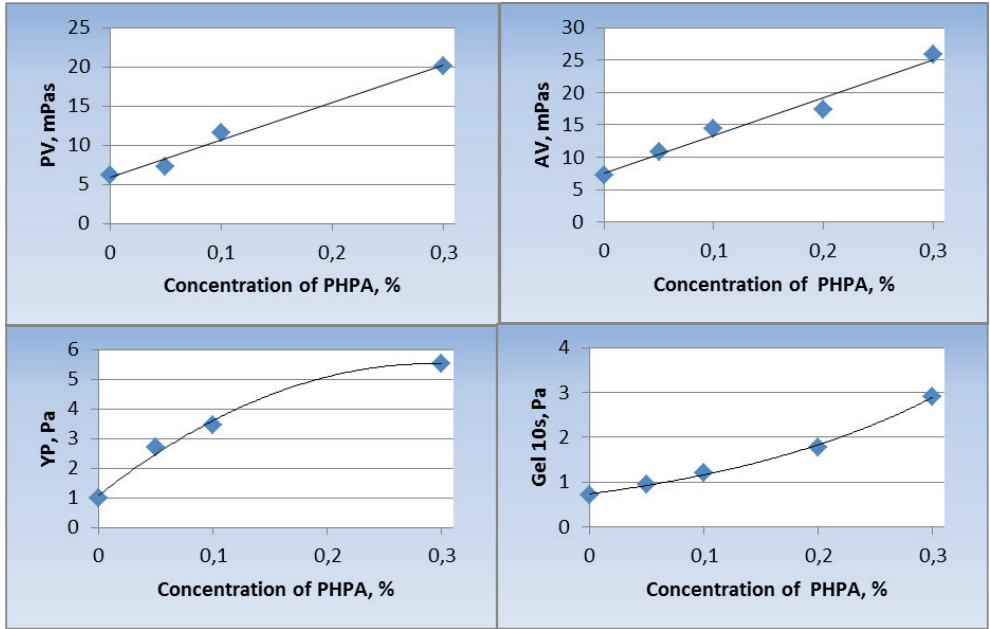 PV, mPas
25
20
15
10
5
0
0 0,1 0,2 0,3
Concentration of PHPA, %
AV, mPas
30
25
20
15
10
5
0
0 0,1 0,2 0,3
Concentration of PHPA, %
YP, Pa
6
5
4
3
2
1
0
0 0,1 0,2 0,3
Concentration of PHPA, %
Gel 10s, Pa
4
3
2
1
0
0 0,1 0,2 0,3
Concentration of PHPA, %